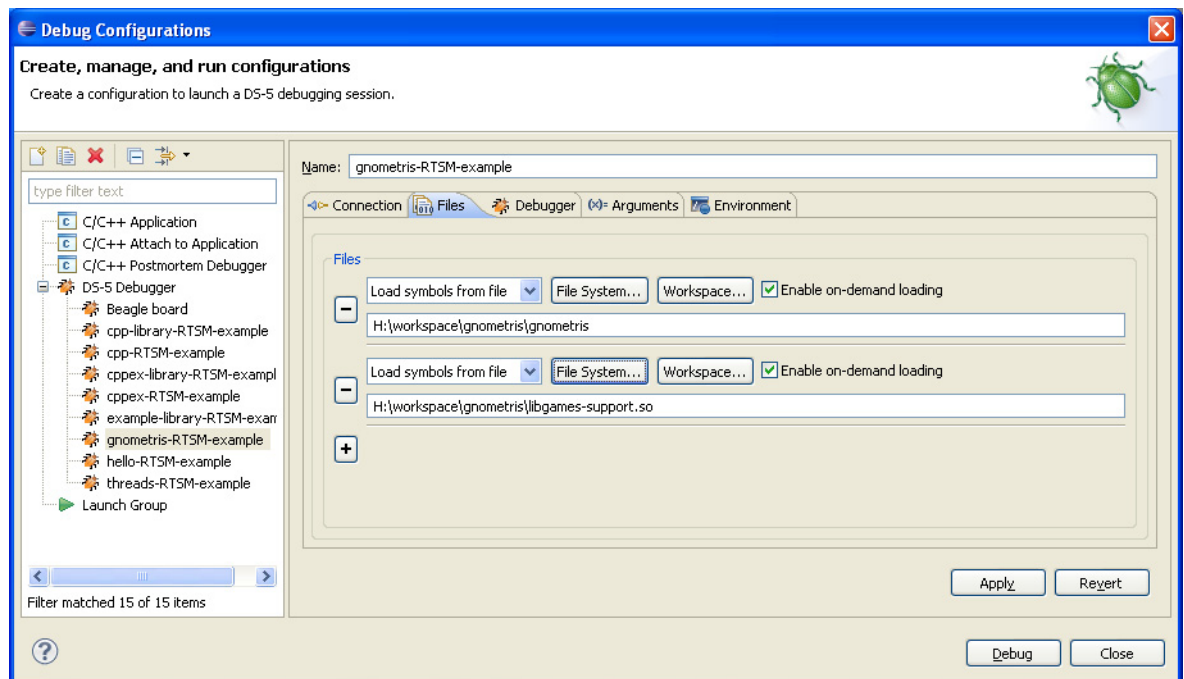 Debug Configurations
Create, manage, and run configurations
Create a configuration to launch a DS-5 debugging session.
type filter text
C/C++ Application
C/C++ Attach to Application
C/C++ Postmortem Debugger
DS-5 Debugger
Beagle board
cpp-library-RTSM-example
cpp-RTSM-example
cppex-library-RTSM-exampl
cppex-RTSM-example
example-library-RTSM-exam
gnometris-RTSM-example
hello-RTSM-example
threads-RTSM-example
Launch Group
Filter matched 15 of 15 items
Name: gnometris-RTSM-example
Connection Files Debugger (x)= Arguments Environment
Files
Load symbols from file File System... Workspace... Enable on-demand loading
H:\workspace\gnometris\gnometris
Load symbols from file File System... Workspace... Enable on-demand loading
H:\workspace\gnometris\libgames-support.so
Apply Revert
Debug Close